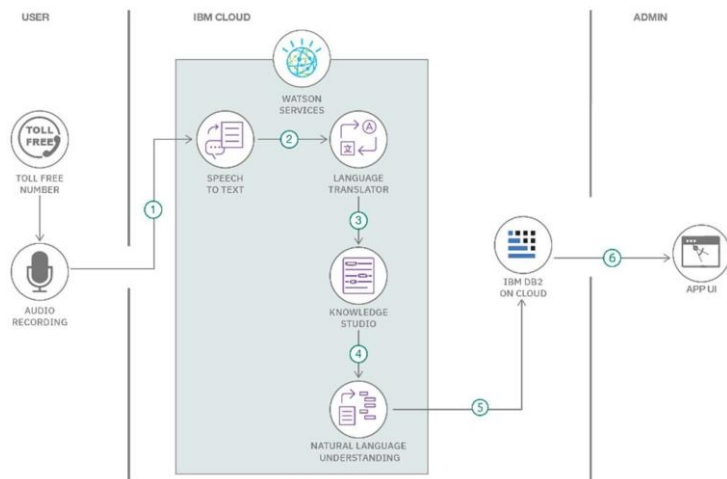 USER
IBM CLOUD
ADMIN
WATSON
SERVICES
TOLL
FREE
TOLL FREE
NUMBER
1
SPEECH
TO TEXT
2
A
文
LANGUAGE
TRANSLATOR
3
AUDIO
RECORDING
KNOWLEDGE
STUDIO
4
NATURAL LANGUAGE
UNDERSTANDING
5
IBM DB2
ON CLOUD
6
APP UI